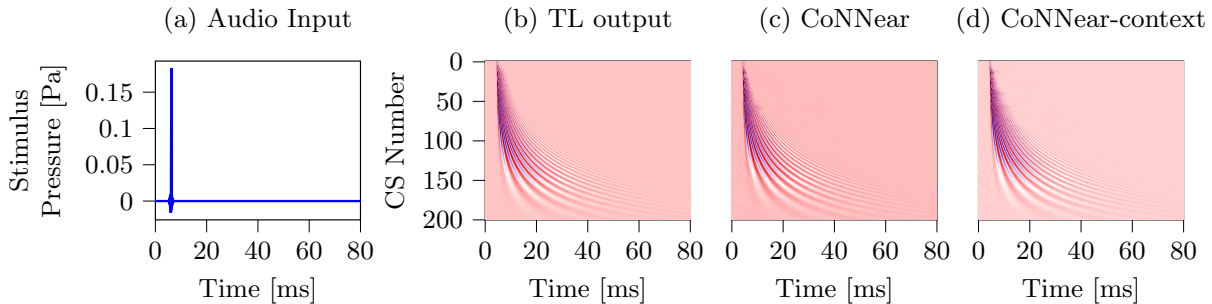 (a) Audio Input
(b) TL output
(c) CoNNear
(d) CoNNear-context
Stimulus
Pressure [Pa]
0.15
0.1
0.05
0
0 20 40 60 80
Time [ms]
CS Number
0
50
100
150
200
0 20 40 60 80
Time [ms]
0 20 40 60 80
Time [ms]
0 20 40 60 80
Time [ms]